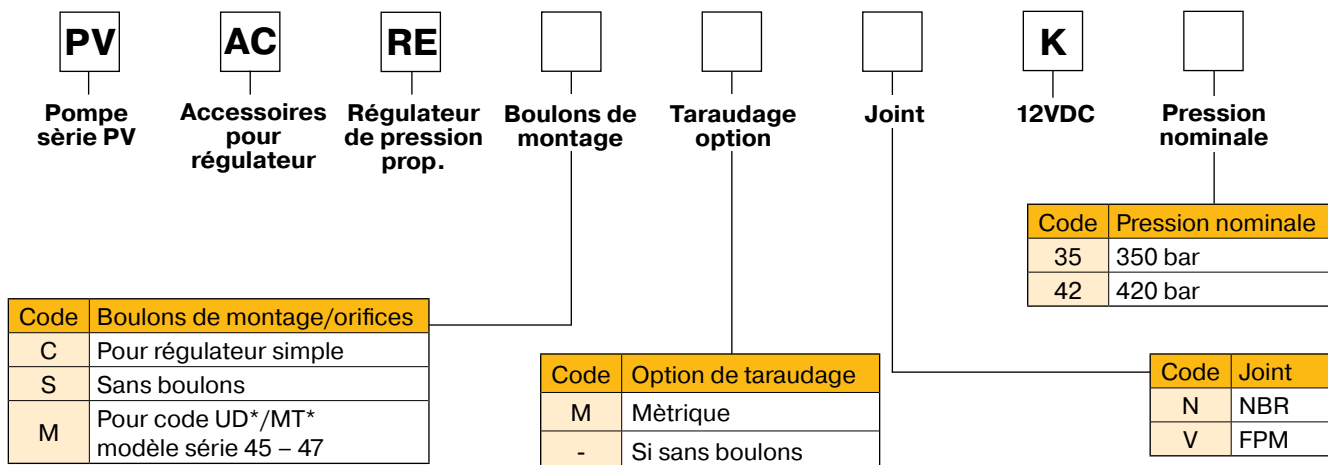 PV AC RE K
Pompe
sèrie PV
Accessoires
pour
régulateur
Régulateur
de pression
prop.
Boulons de
montage
Taraudage
option
Joint
12VDC
Pression
nominale
Code Pression nominale
35 350 bar
42 420 bar
Code Boulons de montage/orifices
C Pour régulateur simple
S Sans boulons
M Pour code UD*/MT*
modèle série 45 – 47
Code Option de taraudage
M Mètrique
- Si sans boulons
Code Joint
N NBR
V FPM